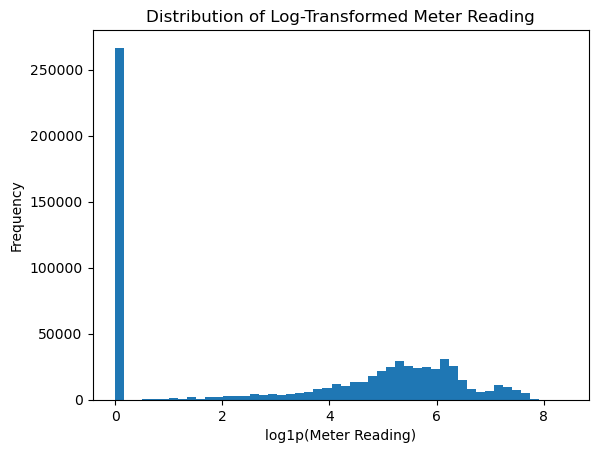 Distribution of Log-Transformed Meter Reading
250000
200000
150000
100000
50000
0
Frequency
0 2 4 6 8
log1p(Meter Reading)